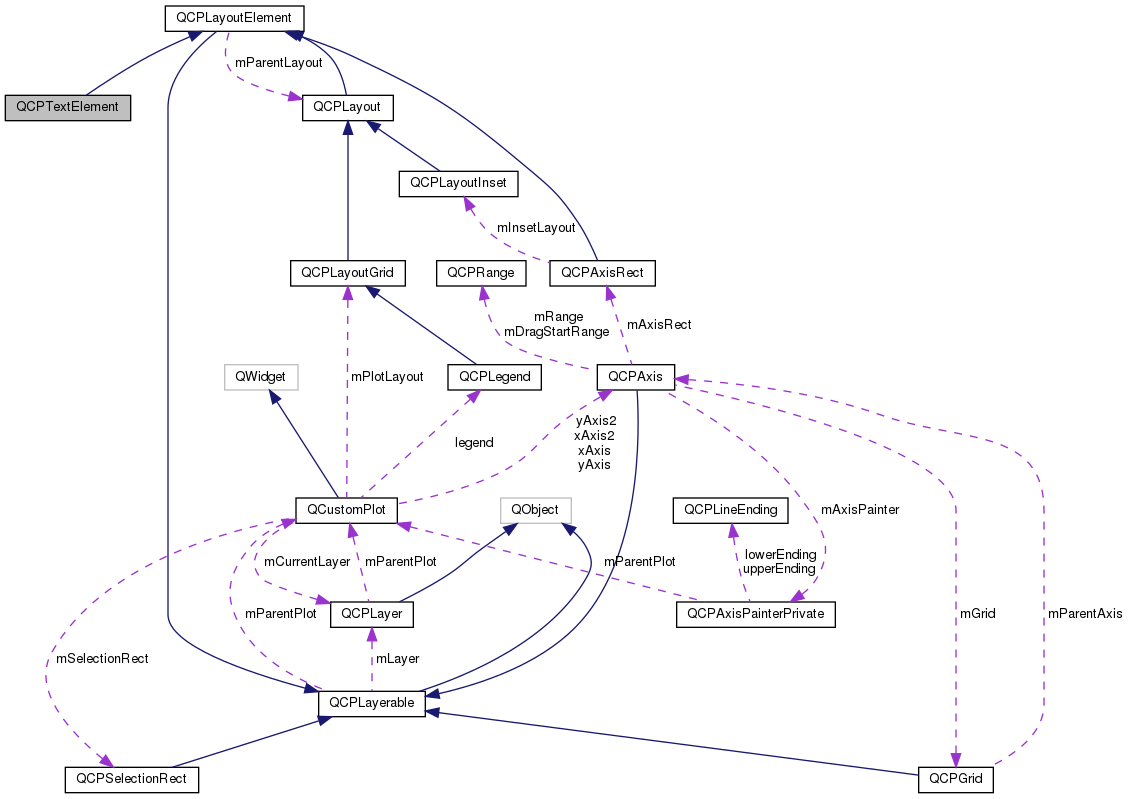 QCPLayoutElement
mParentLayout
QCPTextElement
QCPLayout
QCPLayoutInset
mInsetLayout
QCPLayoutGrid
QCPRange
QCPAxisRect
mRange
mDragStartRange
mAxisRect
QWidget
mPlotLayout
QCPLegend
QCPAxis
legend
yAxis2
xAxis2
xAxis
yAxis
QCustomPlot
QObject
QCPLineEnding
mAxisPainter
mCurrentLayer
mParentPlot
mParentPlot
lowerEnding
upperEnding
mParentPlot
QCPLayer
QCPAxisPainterPrivate
mGrid
mParentAxis
mSelectionRect
mLayer
QCPLayerable
QCPSelectionRect
QCPGrid